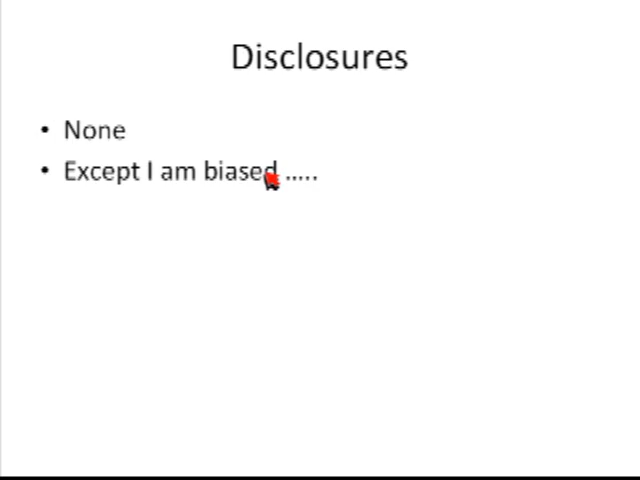 Disclosures
• None
• Except I am biased .....